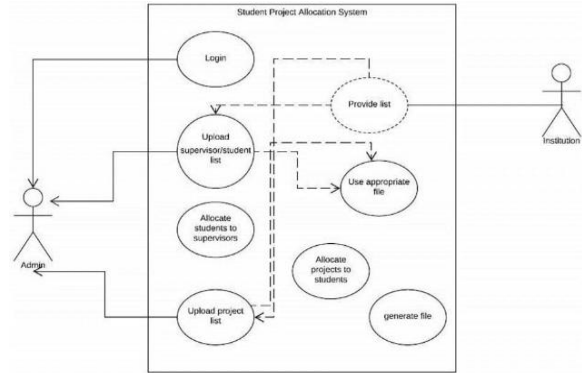 Student Project Allocation System
Login
Provide list
Institution
Upload
supervisor/student
list
Use appropriate
file
Allocate
students to
supervisors
Admin
Allocate
projects to
students
Upload project
list
generate file